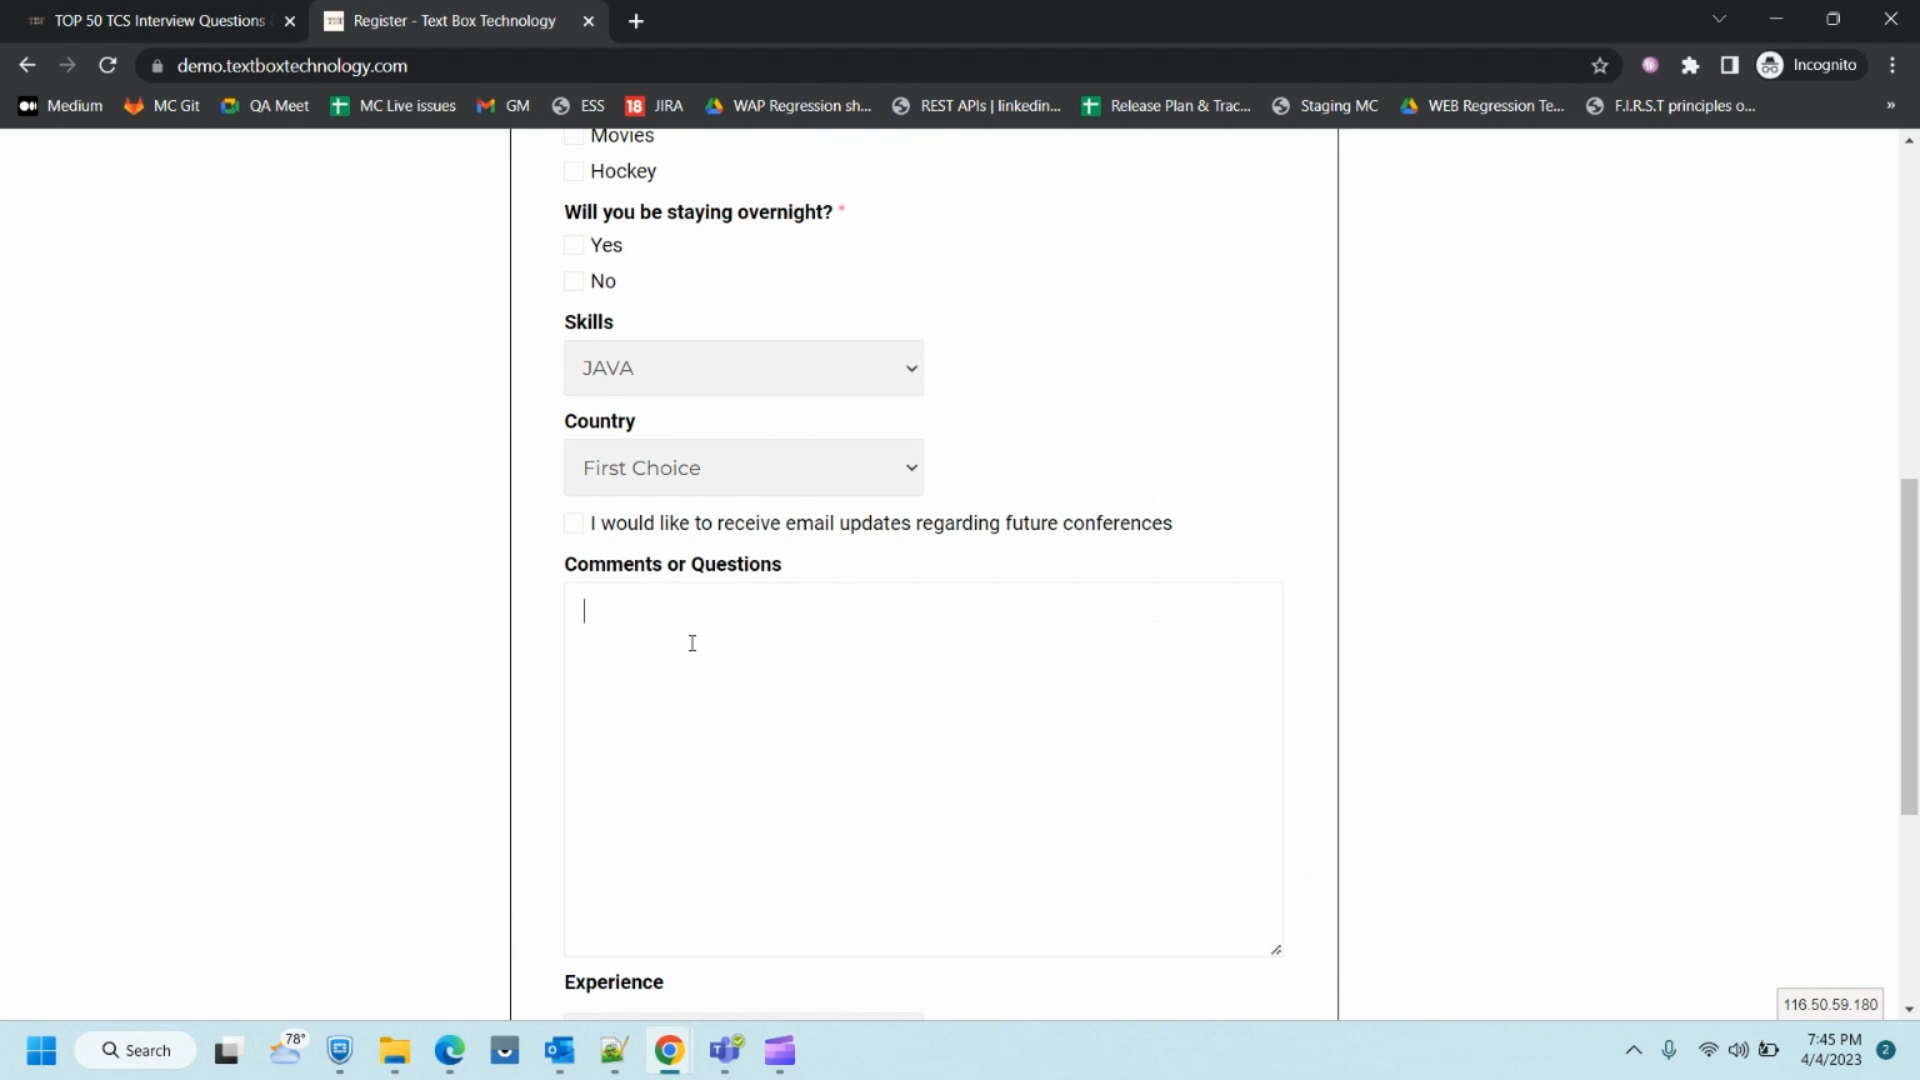 TOP 50 TCS Interview Questions
Register - Text Box Technology
demo.textboxtechnology.com
Incognito
Medium
MC Git
QA Meet
MC Live issues
GM
ESS
18 JIRA
WAP Regression sh...
REST APIs | linkedin...
Release Plan & Trac...
Staging MC
WEB Regression Te...
F.I.R.S.T principles o...
»
Movies
Hockey
Will you be staying overnight? *
Yes
No
Skills
JAVA
Country
First Choice
I would like to receive email updates regarding future conferences
Comments or Questions
Experience
116.50.59.180
Search
78°
7:45 PM
4/4/2023
2